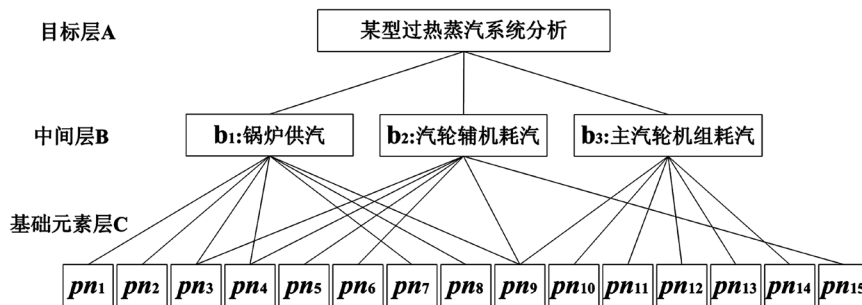 目标层A
某型过热蒸汽系统分析
中间层B
b1:锅炉供汽
b2:汽轮辅机耗汽
b3:主汽轮机组耗汽
基础元素层C
pn1 pn2 pn3 pn4 pn5 pn6 pn7 pn8 pn9 pn10 pn11 pn12 pn13 pn14 pn15